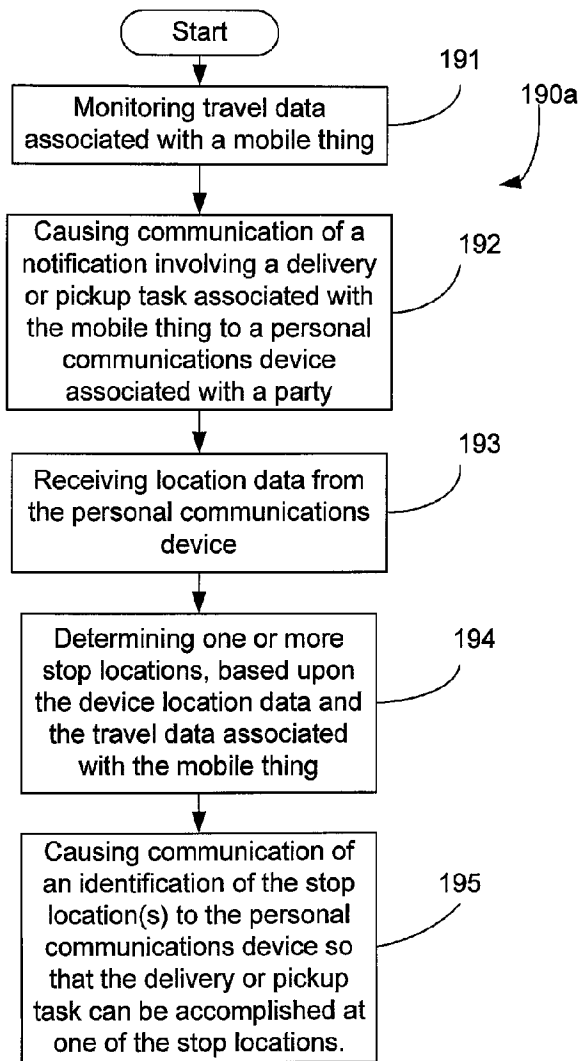 Start
191
Monitoring travel data
associated with a mobile thing
190a
Causing communication of a
notification involving a delivery
or pickup task associated with
the mobile thing to a personal
communications device
associated with a party
192
Receiving location data from
the personal communications
device
193
Determining one or more
stop locations, based upon
the device location data and
the travel data associated
with the mobile thing
194
Causing communication of
an identification of the stop
location(s) to the personal
communications device so
that the delivery or pickup
task can be accomplished at
one of the stop locations.
195